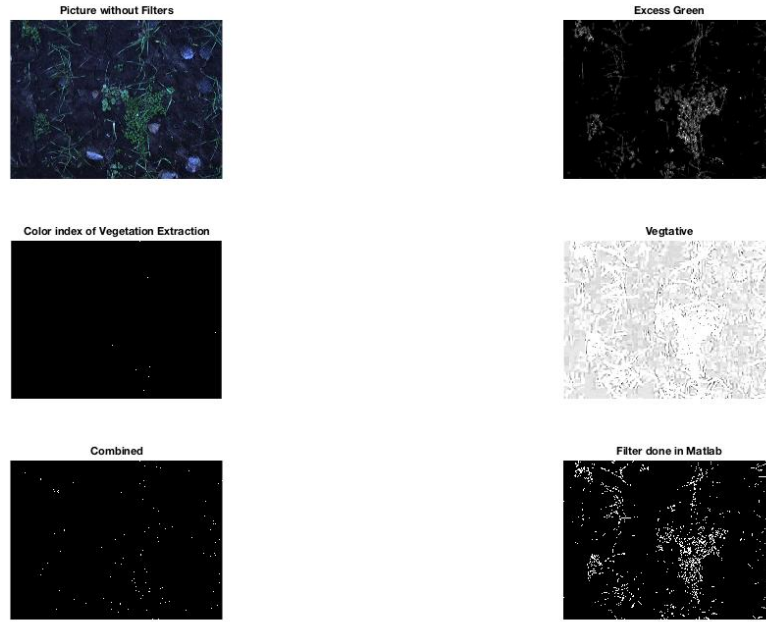 Picture without Filters
Excess Green
Color index of Vegetation Extraction
Vegtative
Combined
Filter done in Matlab